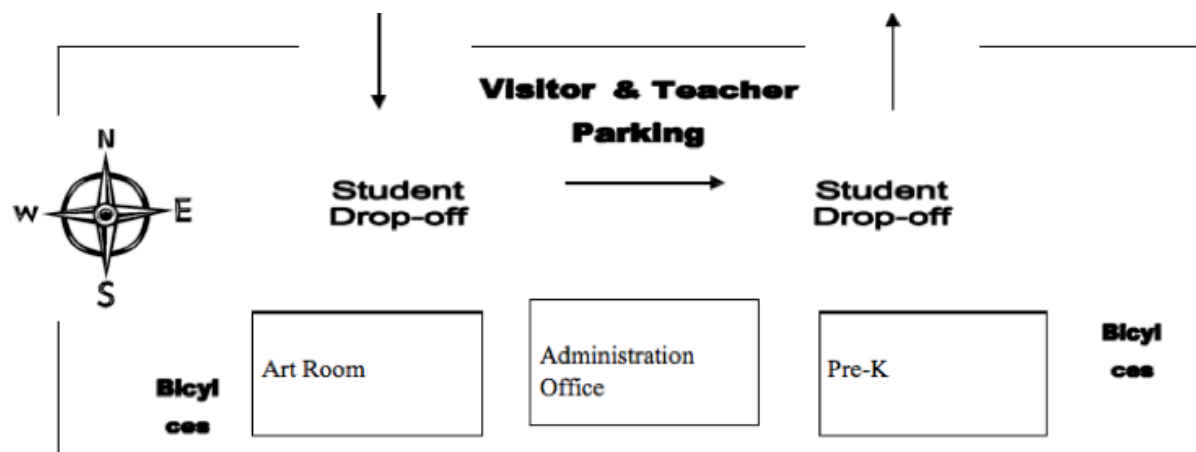 Visitor & Teacher
Parking
N
W
E
S
Student
Drop-off
Student
Drop-off
Art Room
Administration
Office
Pre-K
Bicyl
ces
Bicyl
ces